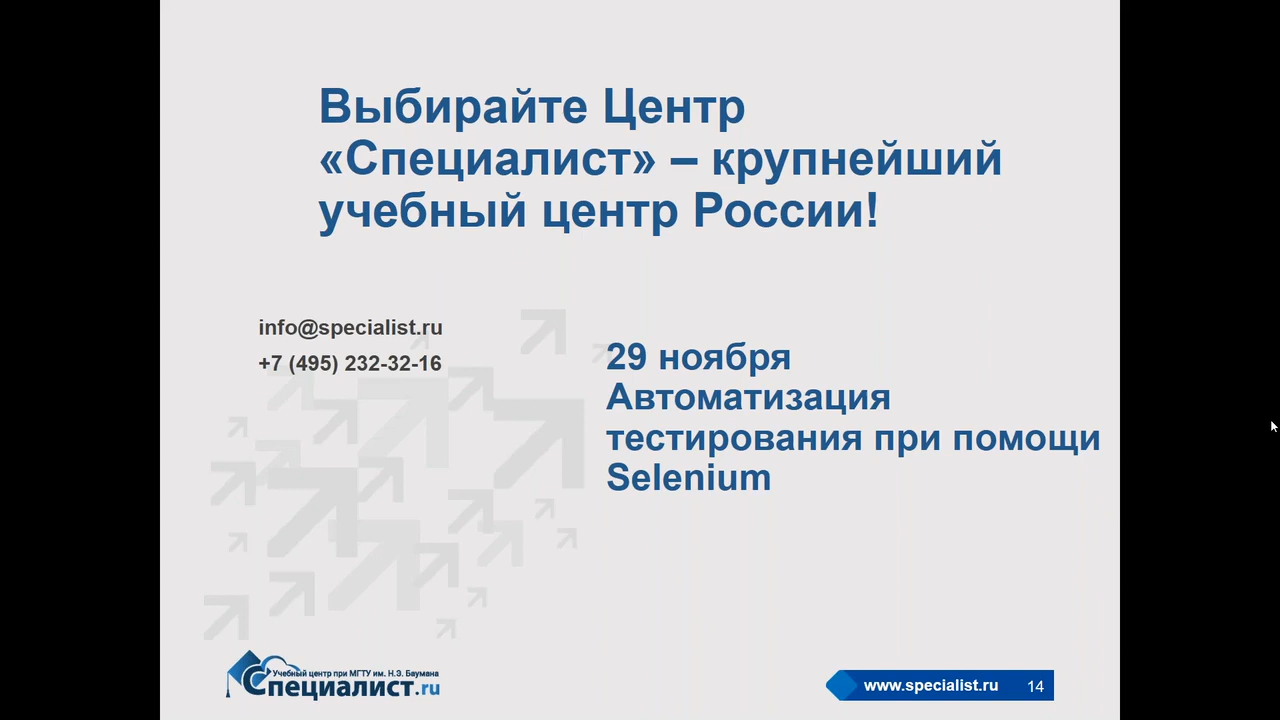 Выбирайте Центр
«Специалист» – крупнейший
учебный центр России!
info@specialist.ru
+7 (495) 232-32-16
29 ноября
Автоматизация
тестирования при помощи
Selenium
Учебный центр при МГТУ им. Н.Э. Баумана
Специалист.ru
www.specialist.ru 14